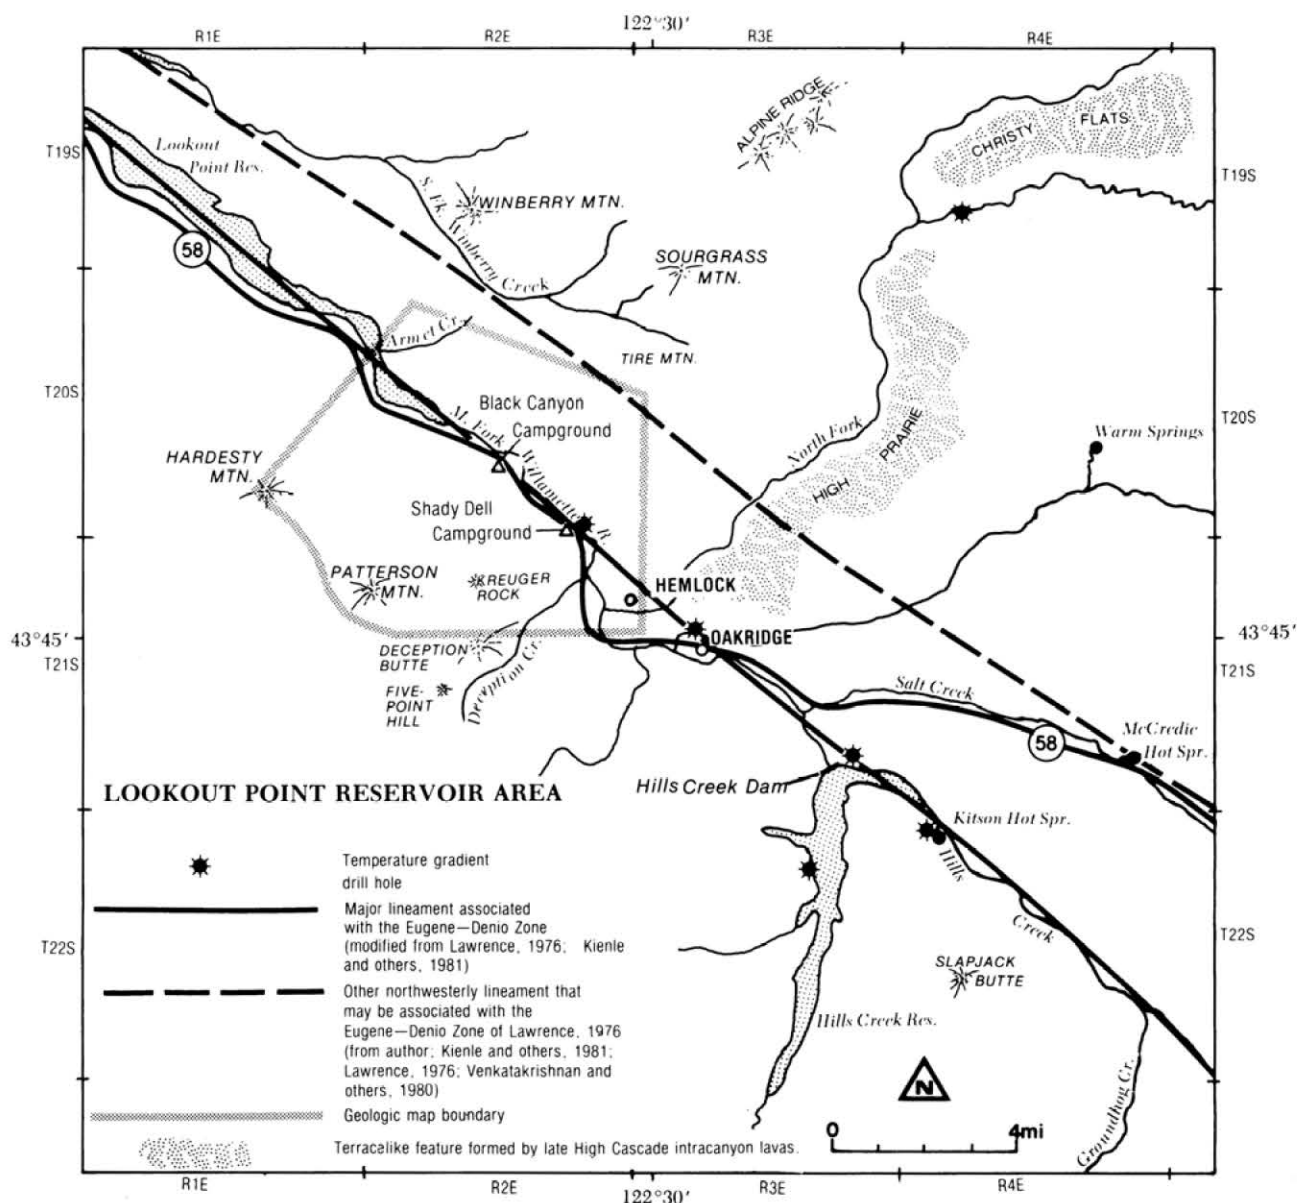 122°30'
R1E
R2E
R3E
R4E
T19S
Lookout
Point Res.
58
S. Fk. Winberry Creek
WINBERRY MTN.
SOURGRASS
MTN.
TIRE MTN.
ALPINE RIDGE
CHRISTY
FLATS
T19S
Armet Cr.
T20S
T20S
Black Canyon
Campground
M. Fork
Willamette R.
HARDESTY
MTN.
Shady Dell
Campground
North Fork
HIGH
PRAIRIE
Warm Springs
PATTERSON
MTN.
KREUGER
ROCK
HEMLOCK
OAKRIDGE
43°45'
T21S
43°45'
T21S
DECEPTION
BUTTE
Deception Cr.
FIVE-
POINT
HILL
Salt Creek
58
McCredie
Hot Spr.
LOOKOUT POINT RESERVOIR AREA
Hills Creek Dam
Kitson Hot Spr.
Hills
Creek
Temperature gradient
drill hole
Major lineament associated
with the Eugene—Denio Zone
(modified from Lawrence, 1976; Kienle
and others, 1981)
Other northwesterly lineament that
may be associated with the
Eugene—Denio Zone of Lawrence, 1976
(from author; Kienle and others, 1981;
Lawrence, 1976; Venkatakrishnan and
others, 1980)
Geologic map boundary
Terracelike feature formed by late High Cascade intracanyon lavas.
T22S
T22S
SLAPJACK
BUTTE
Hills Creek Res.
N
0
4mi
Groundhog Cr.
R1E
R2E
122°30'
R3E
R4E